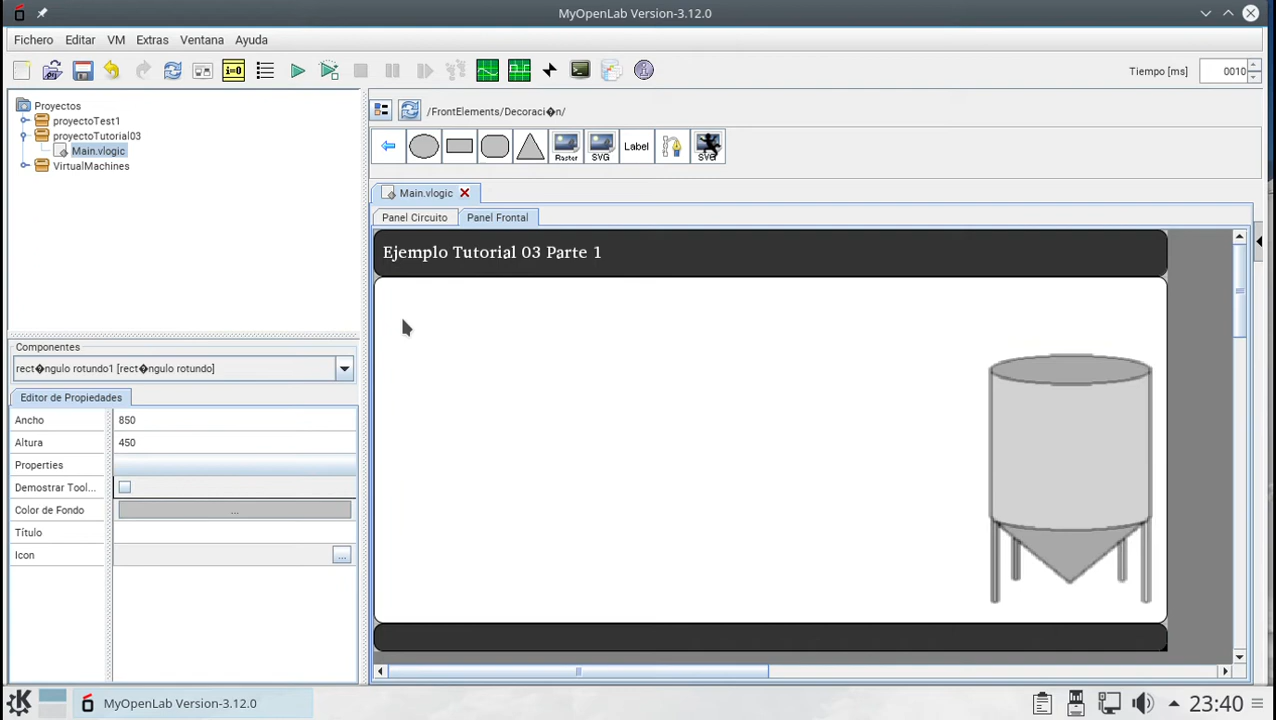 MyOpenLab Version-3.12.0
Fichero Editar VM Extras Ventana Ayuda
i=0
Tiempo [ms] 0010
Proyectos
proyectoTest1
proyectoTutorial03
Main.vlogic
VirtualMachines
/FrontElements/Decoraci�n/
Raster SVG Label SVG
Main.vlogic
Panel Circuito Panel Frontal
Ejemplo Tutorial 03 Parte 1
Componentes
rect�ngulo rotundo1 [rect�ngulo rotundo]
Editor de Propiedades
Ancho 850
Altura 450
Properties
Demostrar Tool...
Color de Fondo ...
Título
Icon ...
MyOpenLab Version-3.12.0
23:40